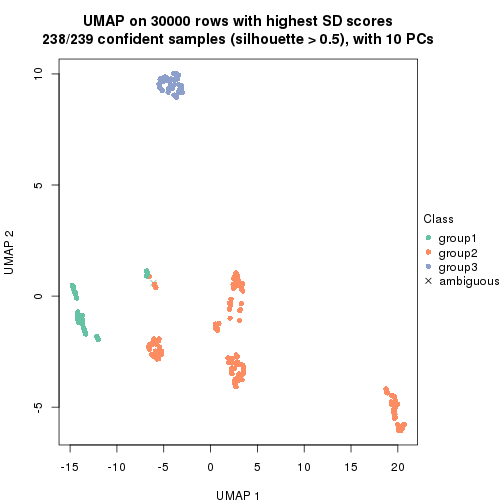 UMAP on 30000 rows with highest SD scores
238/239 confident samples (silhouette > 0.5), with 10 PCs
10
5
0
-5
UMAP 2
-15 -10 -5 0 5 10 15 20
UMAP 1
Class
group1
group2
group3
ambiguous